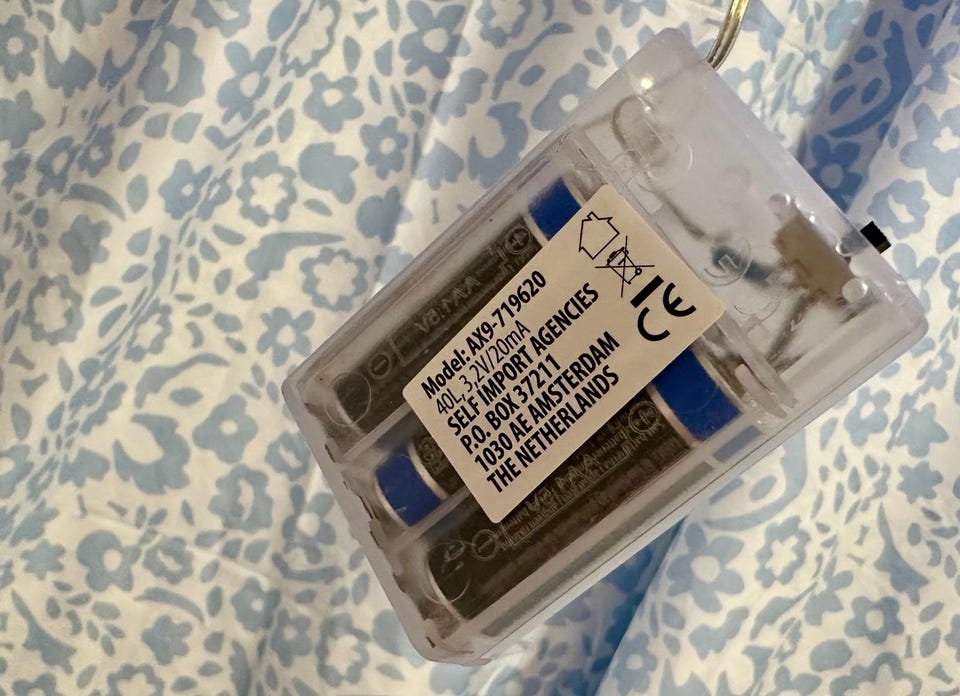 Model: AX9-719620
40L, 3,2V/20mA
SELF IMPORT AGENCIES
P.O. BOX 37211
1030 AE AMSTERDAM
THE NETHERLANDS
CE